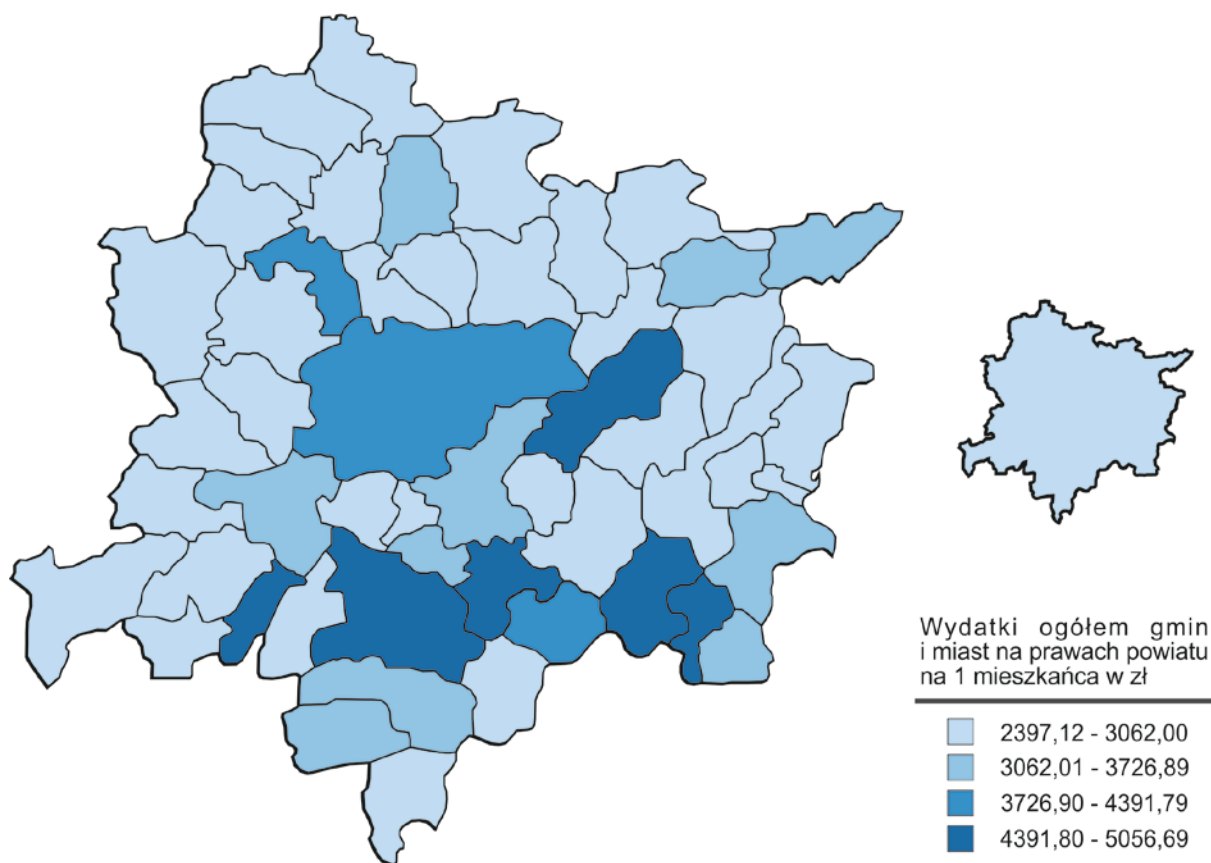 Wydatki ogółem gmin
i miast na prawach powiatu
na 1 mieszkańca w zł
2397,12 - 3062,00
3062,01 - 3726,89
3726,90 - 4391,79
4391,80 - 5056,69